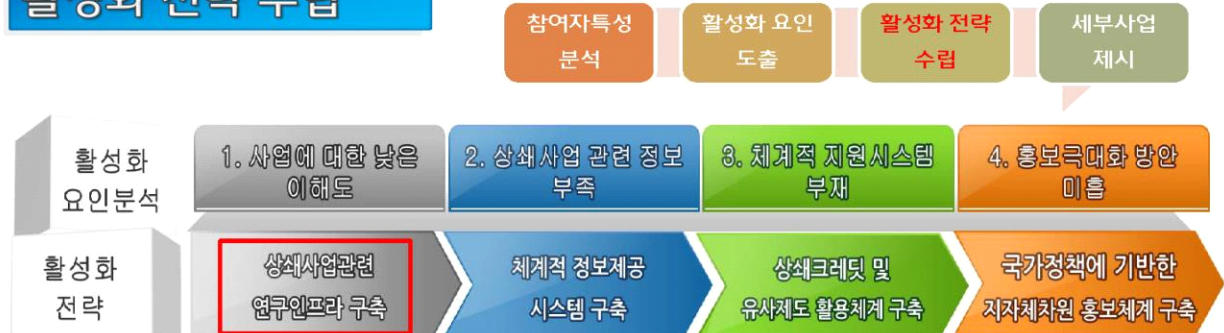 활성화 전략 수립
참여자특성
분석
활성화 요인
도출
활성화 전략
수립
세부사업
제시
활성화
요인분석
1. 사업에 대한 낮은
이해도
2. 상쇄사업 관련 정보
부족
3. 체계적 지원시스템
부재
4. 홍보극대화 방안
미흡
활성화
전략
상쇄사업관련
연구인프라 구축
체계적 정보제공
시스템 구축
상쇄크레딧 및
유사제도 활용체계 구축
국가정책에 기반한
지자체차원 홍보체계 구축